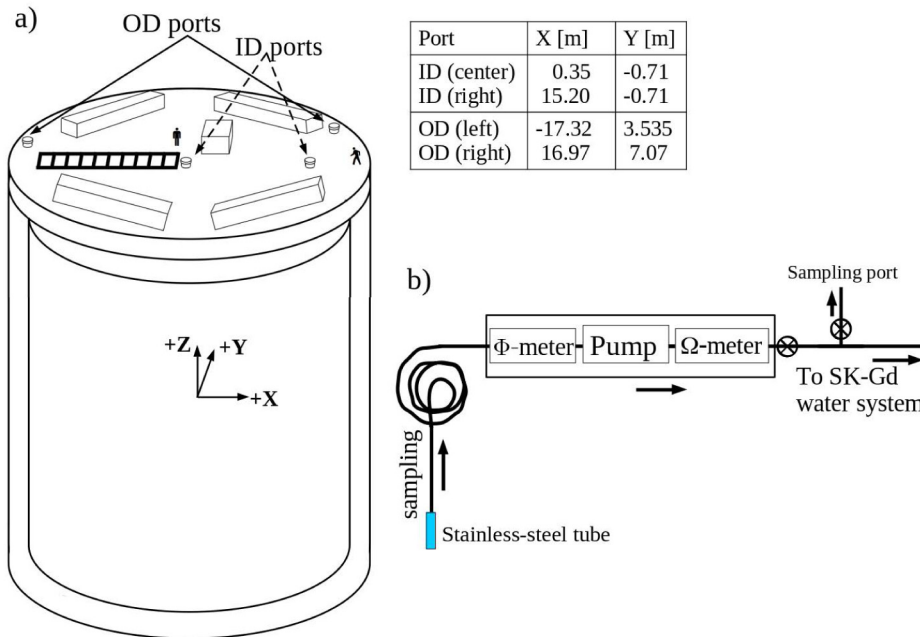 a)
OD ports
ID ports
+Z
+Y
+X
Port X [m] Y [m]
ID (center) 0.35 -0.71
ID (right) 15.20 -0.71
OD (left) -17.32 3.535
OD (right) 16.97 7.07
b)
Sampling port
Φ-meter Pump Ω-meter
To SK-Gd
water system
sampling
Stainless-steel tube